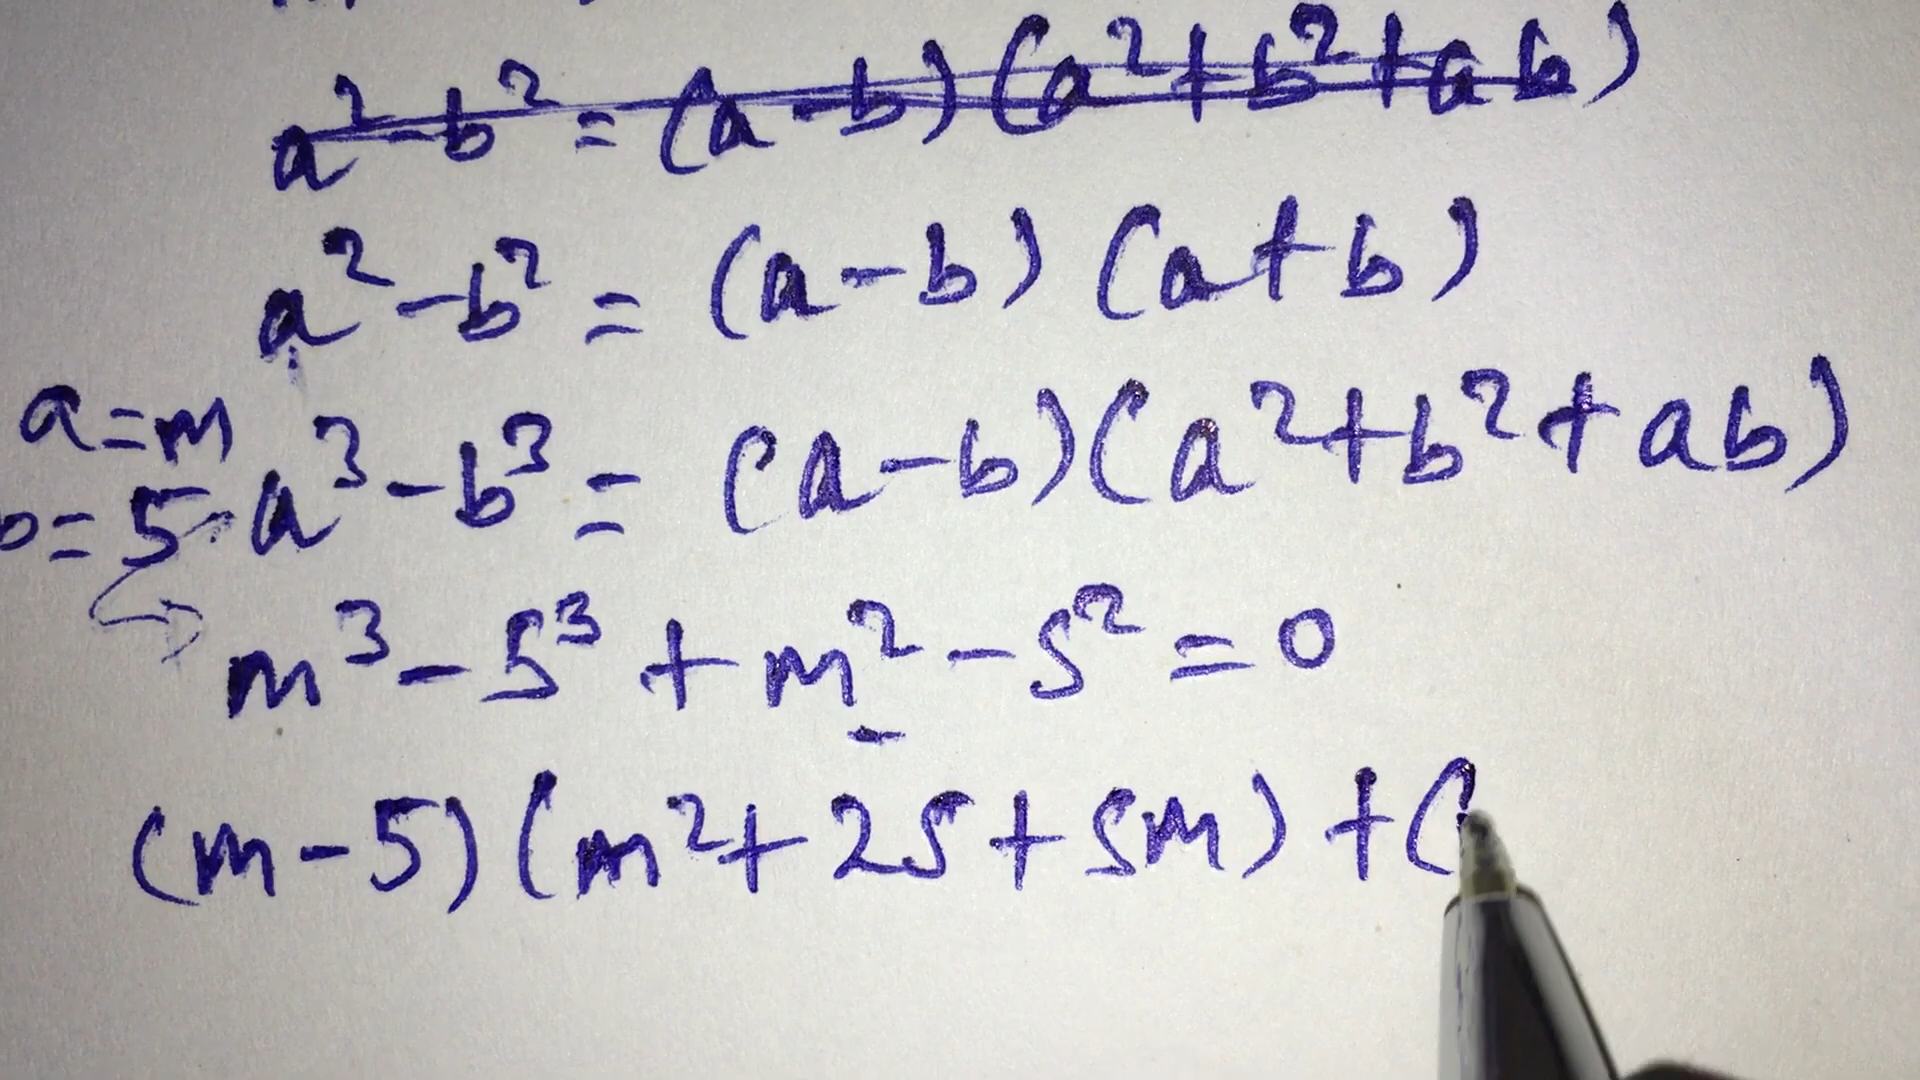 a²-b² = (a-b)(a²+b²+ab)
a²-b² = (a-b)(a+b)
a=m
a³-b³ = (a-b)(a²+b²+ab)
b=5
m³-5³+m²-5²=0
(m-5)(m²+25+5m)+(